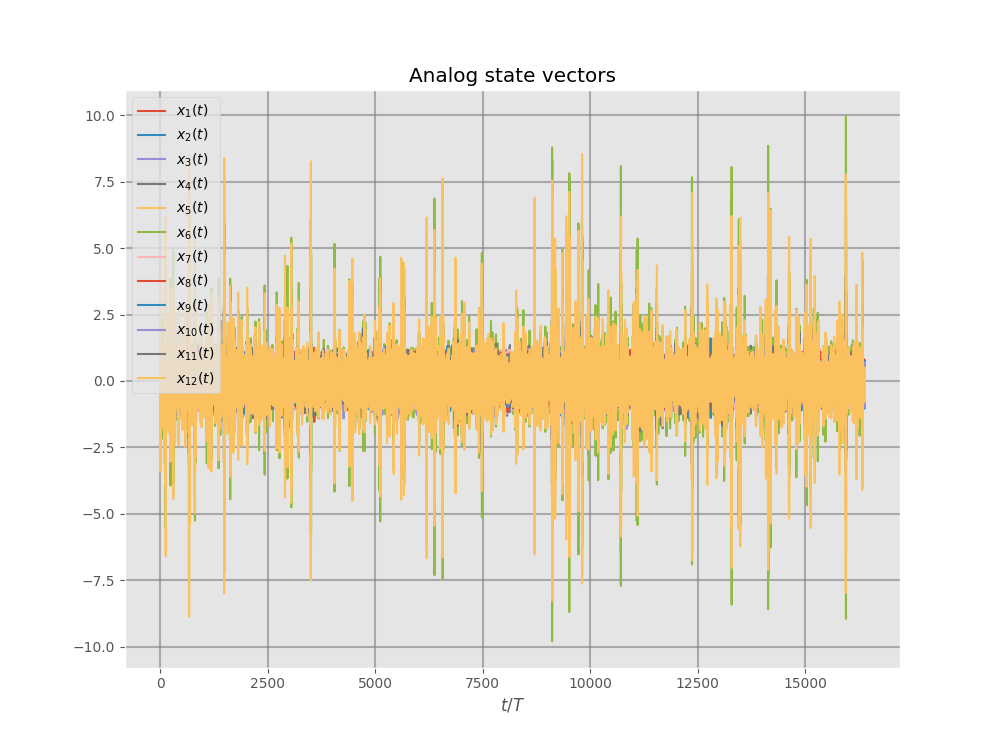 Analog state vectors
10.0
7.5
5.0
2.5
0.0
−2.5
−5.0
−7.5
−10.0
x₁(t)
x₂(t)
x₃(t)
x₄(t)
x₅(t)
x₆(t)
x₇(t)
x₈(t)
x₉(t)
x₁₀(t)
x₁₁(t)
x₁₂(t)
0 2500 5000 7500 10000 12500 15000
t/T